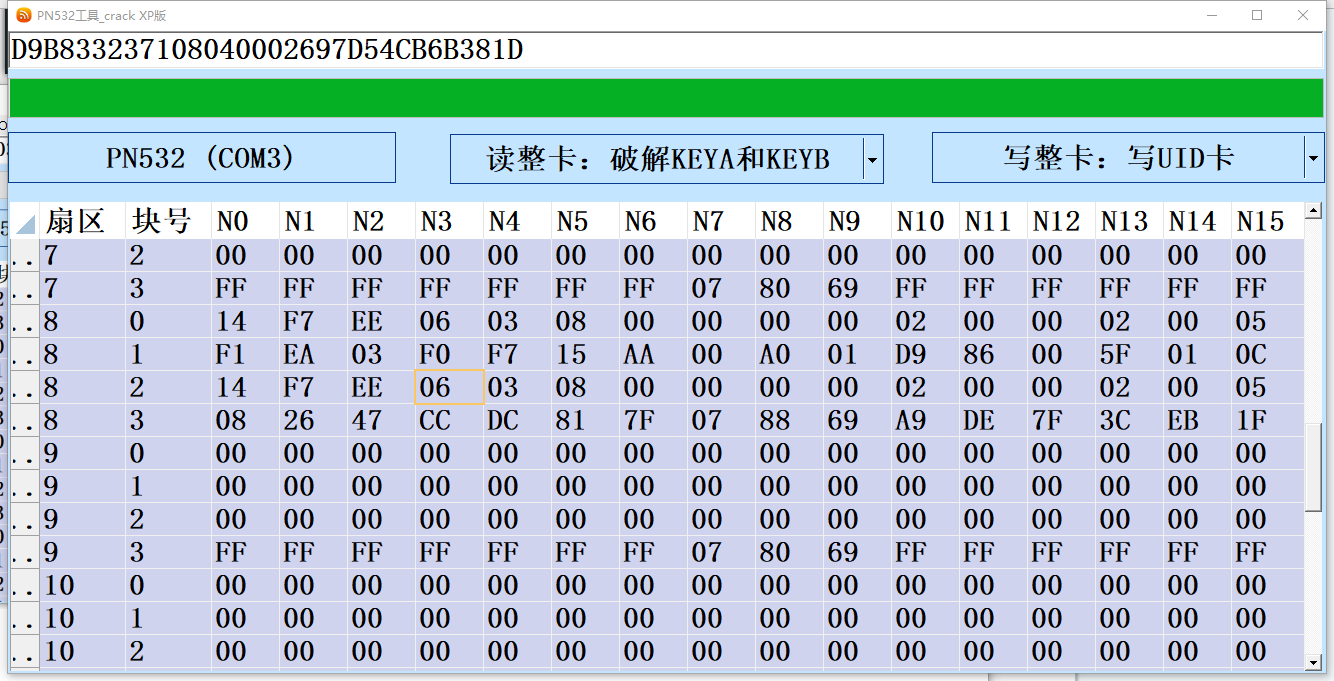 PN532工具_crack XP版
D9B833237108040002697D54CB6B381D
PN532 (COM3) 读整卡：破解KEYA和KEYB 写整卡：写UID卡
扇区 块号 N0 N1 N2 N3 N4 N5 N6 N7 N8 N9 N10 N11 N12 N13 N14 N15
.. 7 2 00 00 00 00 00 00 00 00 00 00 00 00 00 00 00 00
.. 7 3 FF FF FF FF FF FF FF 07 80 69 FF FF FF FF FF FF
.. 8 0 14 F7 EE 06 03 08 00 00 00 00 02 00 00 02 00 05
.. 8 1 F1 EA 03 F0 F7 15 AA 00 A0 01 D9 86 00 5F 01 0C
.. 8 2 14 F7 EE 06 03 08 00 00 00 00 02 00 00 02 00 05
.. 8 3 08 26 47 CC DC 81 7F 07 88 69 A9 DE 7F 3C EB 1F
.. 9 0 00 00 00 00 00 00 00 00 00 00 00 00 00 00 00 00
.. 9 1 00 00 00 00 00 00 00 00 00 00 00 00 00 00 00 00
.. 9 2 00 00 00 00 00 00 00 00 00 00 00 00 00 00 00 00
.. 9 3 FF FF FF FF FF FF FF 07 80 69 FF FF FF FF FF FF
.. 10 0 00 00 00 00 00 00 00 00 00 00 00 00 00 00 00 00
.. 10 1 00 00 00 00 00 00 00 00 00 00 00 00 00 00 00 00
.. 10 2 00 00 00 00 00 00 00 00 00 00 00 00 00 00 00 00